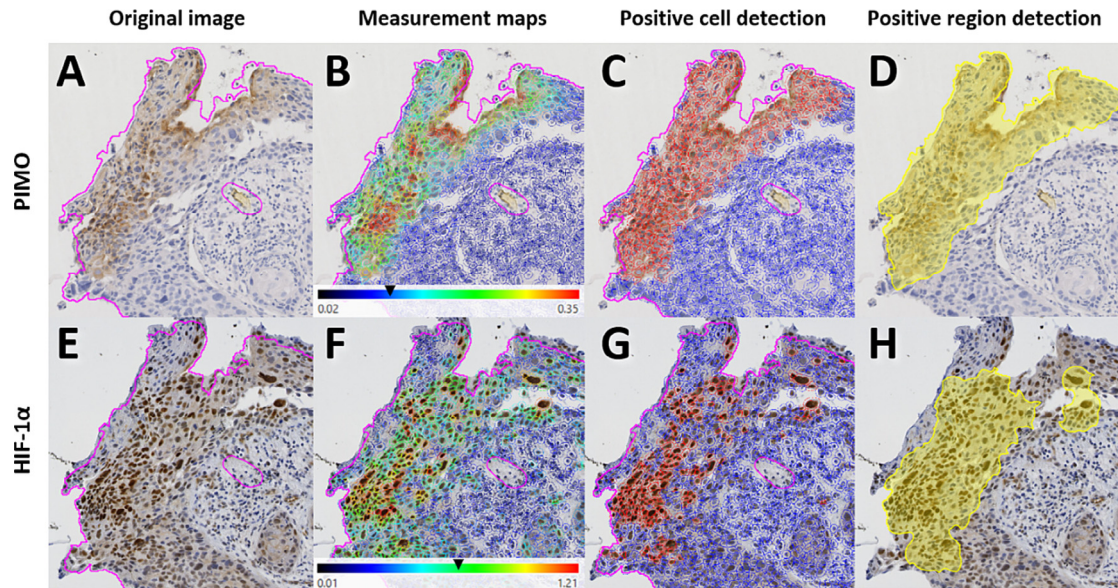 Original image
Measurement maps
Positive cell detection
Positive region detection
PIMO
A
B
C
D
0.02
0.35
HIF-1α
E
F
G
H
0.01
1.21